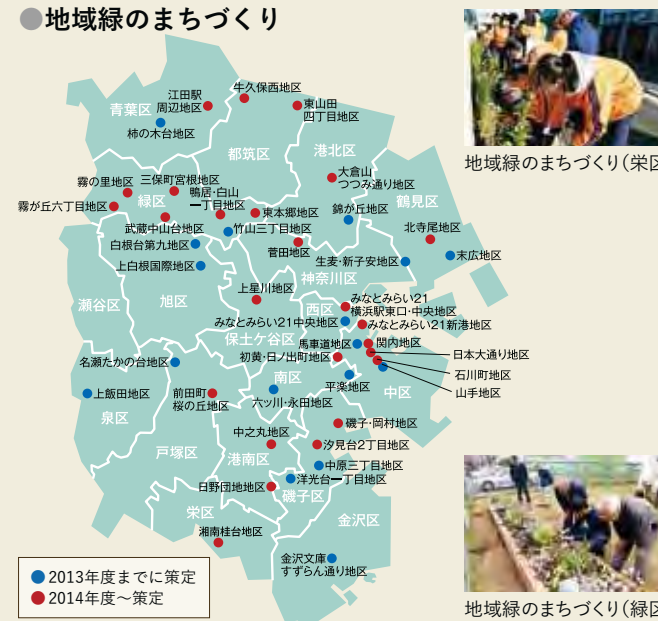 ●地域緑のまちづくり
江田駅
周辺地区
牛久保西地区
東山田
四丁目地区
青葉区
柿の木台地区
都筑区
港北区
地域緑のまちづくり(栄区
大倉山
つつみ通り地区
霧の里地区
三保町宮根地区
鴨居・白山
一丁目地区
緑区
霧が丘六丁目地区
東本郷地区
錦が丘地区
鶴見区
武蔵中山台地区
竹山三丁目地区
北寺尾地区
白根台第九地区
菅田地区
生麦・新子安地区
末広地区
上白根国際地区
神奈川区
瀬谷区
旭区
上星川地区
西区
みなとみらい21
横浜駅東口・中央地区
みなとみらい21中央地区
みなとみらい21新港地区
保土ケ谷区
馬車道地区
関内地区
初黄・日ノ出町地区
日本大通り地区
名瀬たかの台地区
石川町地区
南区
平楽地区
中区
山手地区
上飯田地区
前田町
桜の丘地区
六ッ川・永田地区
泉区
磯子・岡村地区
中之丸地区
汐見台2丁目地区
戸塚区
港南区
中原三丁目地区
洋光台一丁目地区
日野団地地区
磯子区
栄区
金沢区
湘南桂台地区
金沢文庫
すずらん通り地区
●2013年度までに策定
●2014年度〜策定
地域緑のまちづくり(緑区